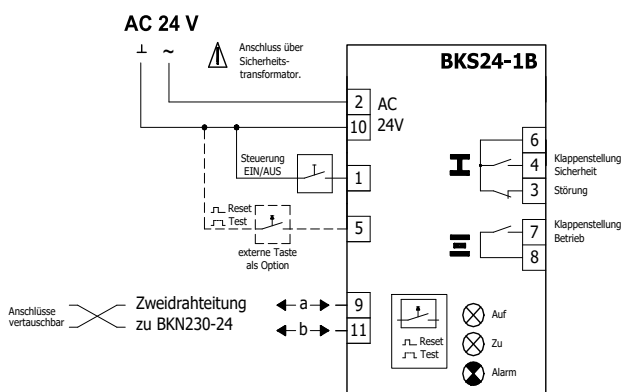 AC 24 V
⊥ ~
Anschluss über
Sicherheits-
transformator.
BKS24-1B
2 AC
10 24V
Steuerung
EIN/AUS
1
Reset
Test
5
externe Taste
als Option
Anschlüsse
vertauschbar
Zweidrahteitung
zu BKN230-24
a 9
b 11
6
4 Klappenstellung
Sicherheit
3 Störung
7 Klappenstellung
Betrieb
8
Reset
Test
Auf
Zu
Alarm